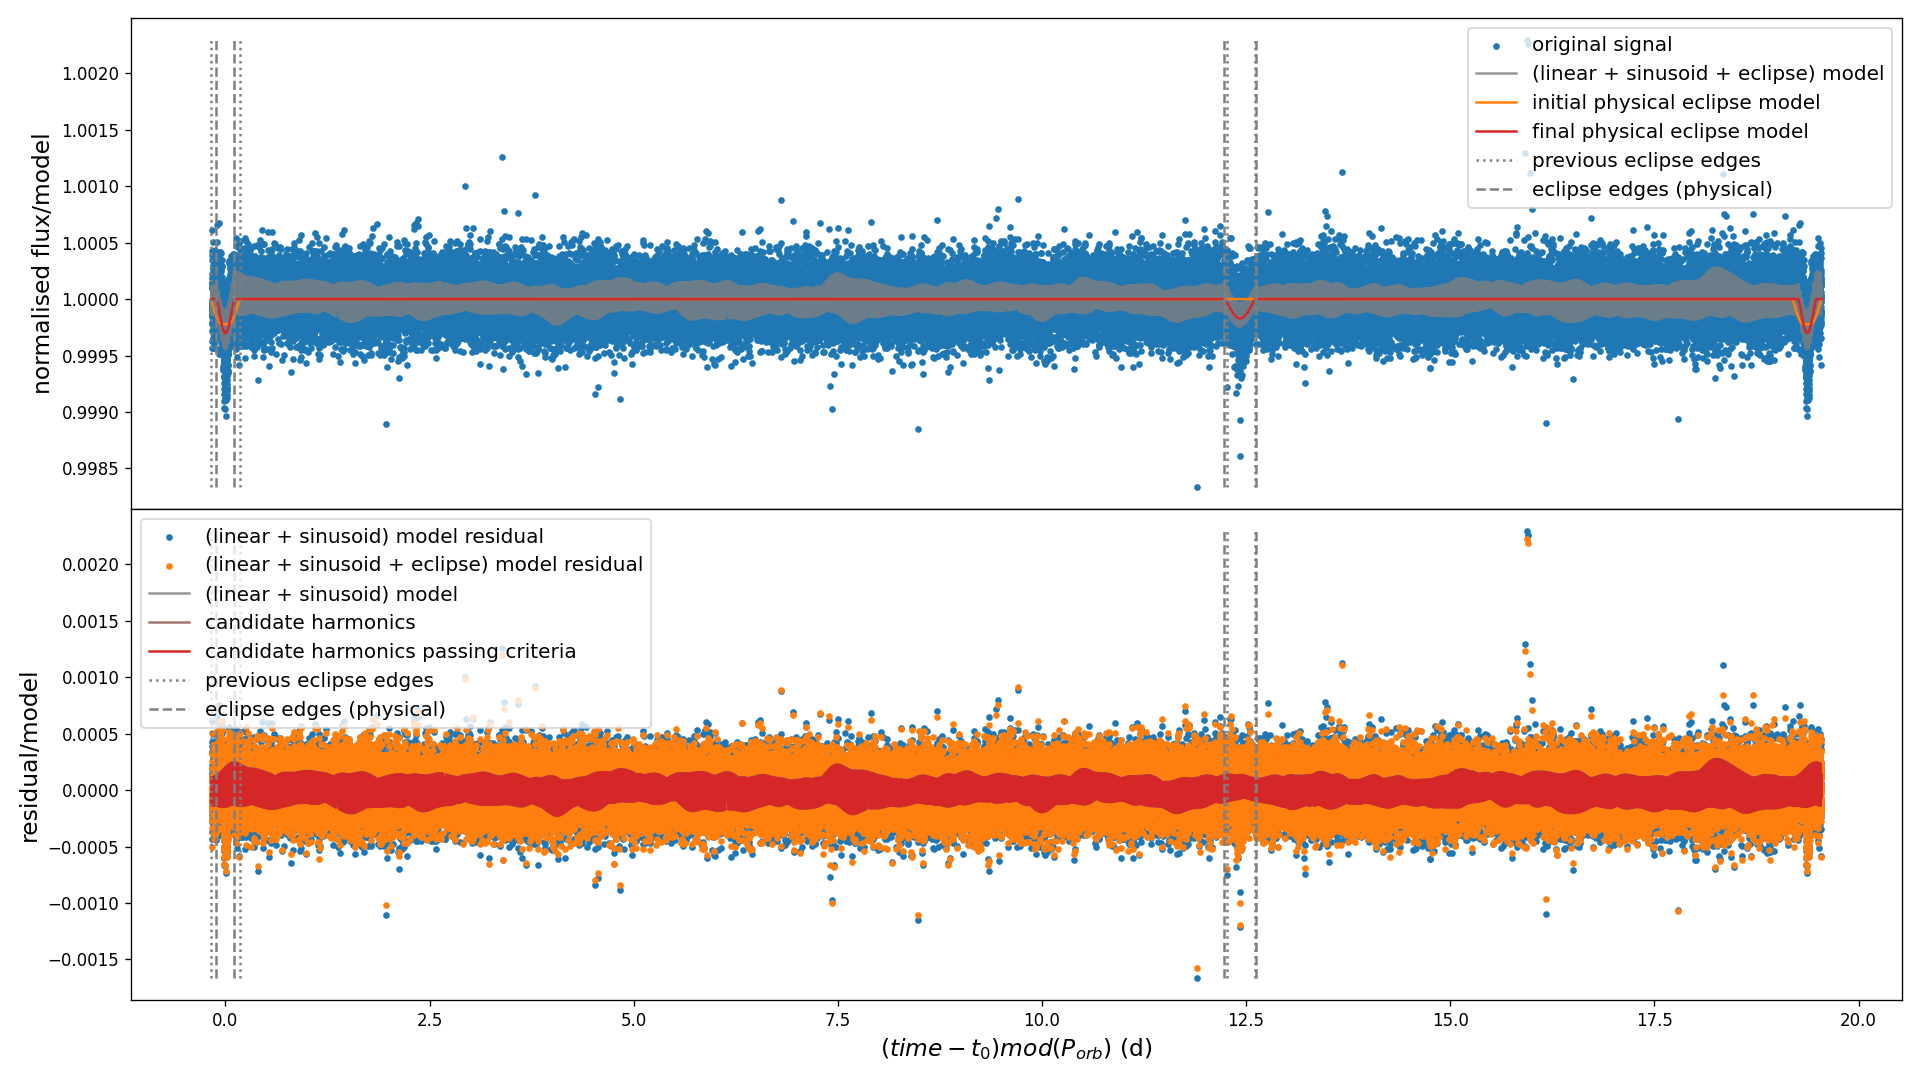 normalised flux/model
1.0020
1.0015
1.0010
1.0005
1.0000
0.9995
0.9990
0.9985
original signal
(linear + sinusoid + eclipse) model
initial physical eclipse model
final physical eclipse model
previous eclipse edges
eclipse edges (physical)
residual/model
0.0020
0.0015
0.0010
0.0005
0.0000
−0.0005
−0.0010
−0.0015
(linear + sinusoid) model residual
(linear + sinusoid + eclipse) model residual
(linear + sinusoid) model
candidate harmonics
candidate harmonics passing criteria
previous eclipse edges
eclipse edges (physical)
0.0 2.5 5.0 7.5 10.0 12.5 15.0 17.5 20.0
(time − t₀)mod(P_orb) (d)